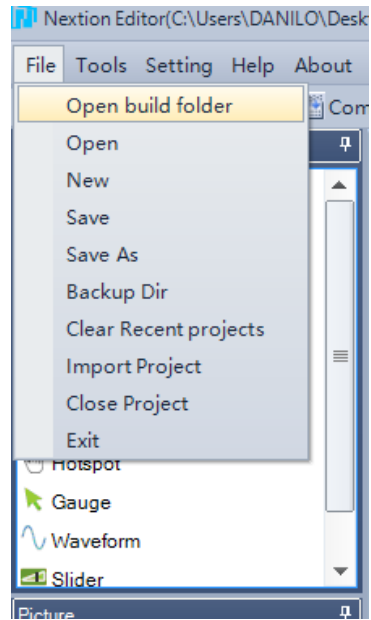 Nextion Editor(C:\Users\DANILO\Desk
File Tools Setting Help About
Open build folder
Com
Open
New
Save
Save As
Backup Dir
Clear Recent projects
Import Project
Close Project
Exit
Hotspot
Gauge
Waveform
Slider
Picture